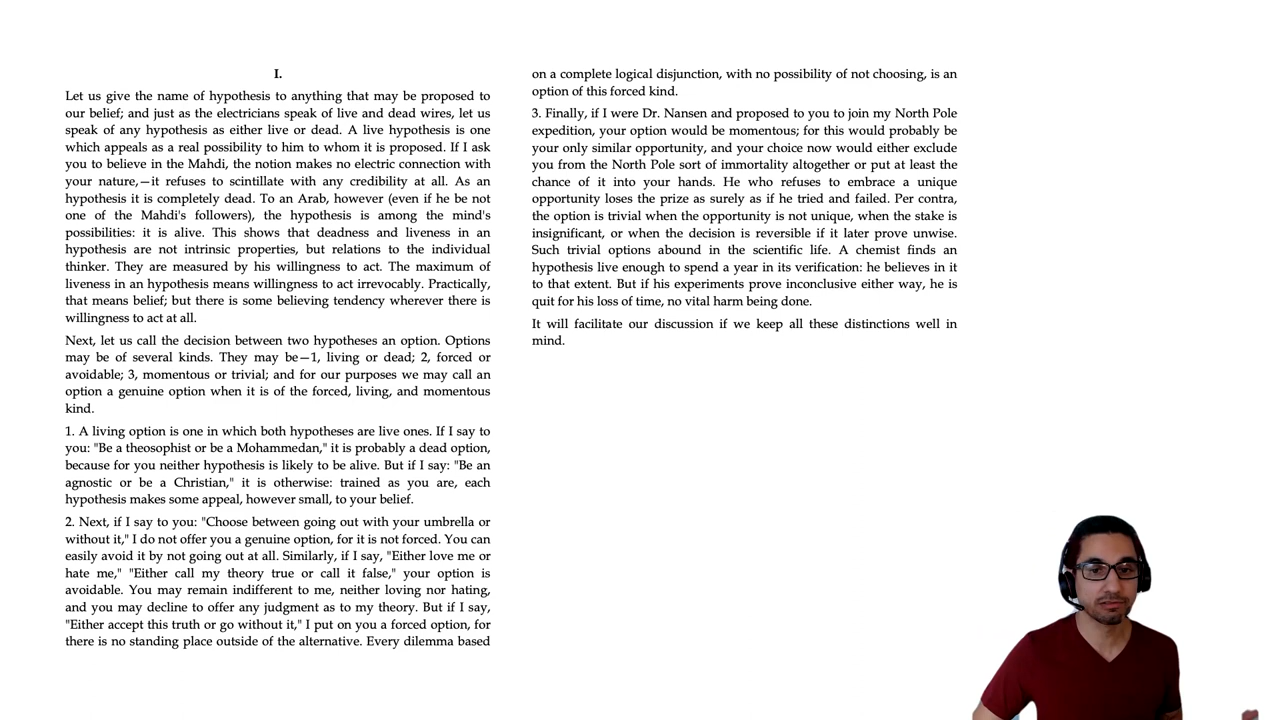 I.
Let us give the name of hypothesis to anything that may be proposed to
our belief; and just as the electricians speak of live and dead wires, let us
speak of any hypothesis as either live or dead. A live hypothesis is one
which appeals as a real possibility to him to whom it is proposed. If I ask
you to believe in the Mahdi, the notion makes no electric connection with
your nature,—it refuses to scintillate with any credibility at all. As an
hypothesis it is completely dead. To an Arab, however (even if he be not
one of the Mahdi's followers), the hypothesis is among the mind's
possibilities: it is alive. This shows that deadness and liveness in an
hypothesis are not intrinsic properties, but relations to the individual
thinker. They are measured by his willingness to act. The maximum of
liveness in an hypothesis means willingness to act irrevocably. Practically,
that means belief; but there is some believing tendency wherever there is
willingness to act at all.
Next, let us call the decision between two hypotheses an option. Options
may be of several kinds. They may be—1, living or dead; 2, forced or
avoidable; 3, momentous or trivial; and for our purposes we may call an
option a genuine option when it is of the forced, living, and momentous
kind.
1. A living option is one in which both hypotheses are live ones. If I say to
you: "Be a theosophist or be a Mohammedan," it is probably a dead option,
because for you neither hypothesis is likely to be alive. But if I say: "Be an
agnostic or be a Christian," it is otherwise: trained as you are, each
hypothesis makes some appeal, however small, to your belief.
2. Next, if I say to you: "Choose between going out with your umbrella or
without it," I do not offer you a genuine option, for it is not forced. You can
easily avoid it by not going out at all. Similarly, if I say, "Either love me or
hate me," "Either call my theory true or call it false," your option is
avoidable. You may remain indifferent to me, neither loving nor hating,
and you may decline to offer any judgment as to my theory. But if I say,
"Either accept this truth or go without it," I put on you a forced option, for
there is no standing place outside of the alternative. Every dilemma based
on a complete logical disjunction, with no possibility of not choosing, is an
option of this forced kind.
3. Finally, if I were Dr. Nansen and proposed to you to join my North Pole
expedition, your option would be momentous; for this would probably be
your only similar opportunity, and your choice now would either exclude
you from the North Pole sort of immortality altogether or put at least the
chance of it into your hands. He who refuses to embrace a unique
opportunity loses the prize as surely as if he tried and failed. Per contra,
the option is trivial when the opportunity is not unique, when the stake is
insignificant, or when the decision is reversible if it later prove unwise.
Such trivial options abound in the scientific life. A chemist finds an
hypothesis live enough to spend a year in its verification: he believes in it
to that extent. But if his experiments prove inconclusive either way, he is
quit for his loss of time, no vital harm being done.
It will facilitate our discussion if we keep all these distinctions well in
mind.